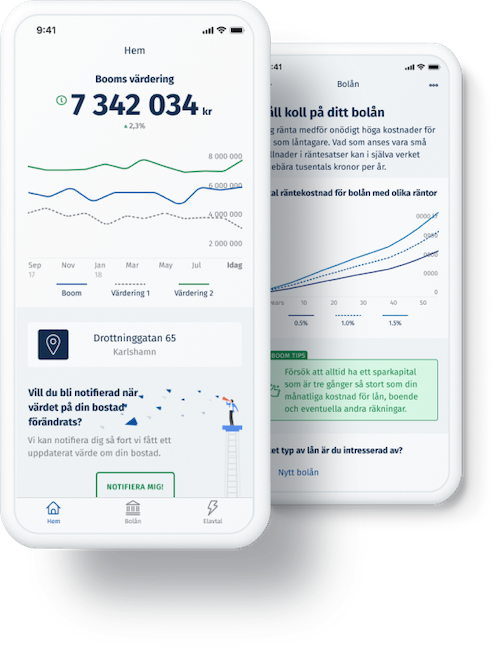 9:41
Hem
Booms värdering
7 342 034 kr
2,3%
8 000 000
6 000 000
4 000 000
2 000 000
Sep Nov Jan Mar May Jul Idag
17 18
Boom Värdering 1 Värdering 2
Drottninggatan 65
Karlshamn
Vill du bli notifierad när
värdet på din bostad
förändrats?
Vi kan notifiera dig så fort vi fått ett
uppdaterat värde om din bostad.
NOTIFIERA MIG!
Hem Bolån Elavtal
:41
Bolån
åll koll på ditt bolån
g ränta medför onödigt höga kostnader för
som låntagare. Vad som anses vara små
llnader i räntesatser kan i själva verket
ebära tusentals kronor per år.
tal räntekostnad för bolån med olika räntor
0000 kr
0000
0000
0000
0
years 10 20 30 40 50
0.5% 1.0% 1.5%
BOOM TIPS
Försök att alltid ha ett sparkapital
som är tre gånger så stort som din
månatliga kostnad för lån, boende
och eventuella andra räkningar.
ket typ av lån är du intresserad av?
Nytt bolån